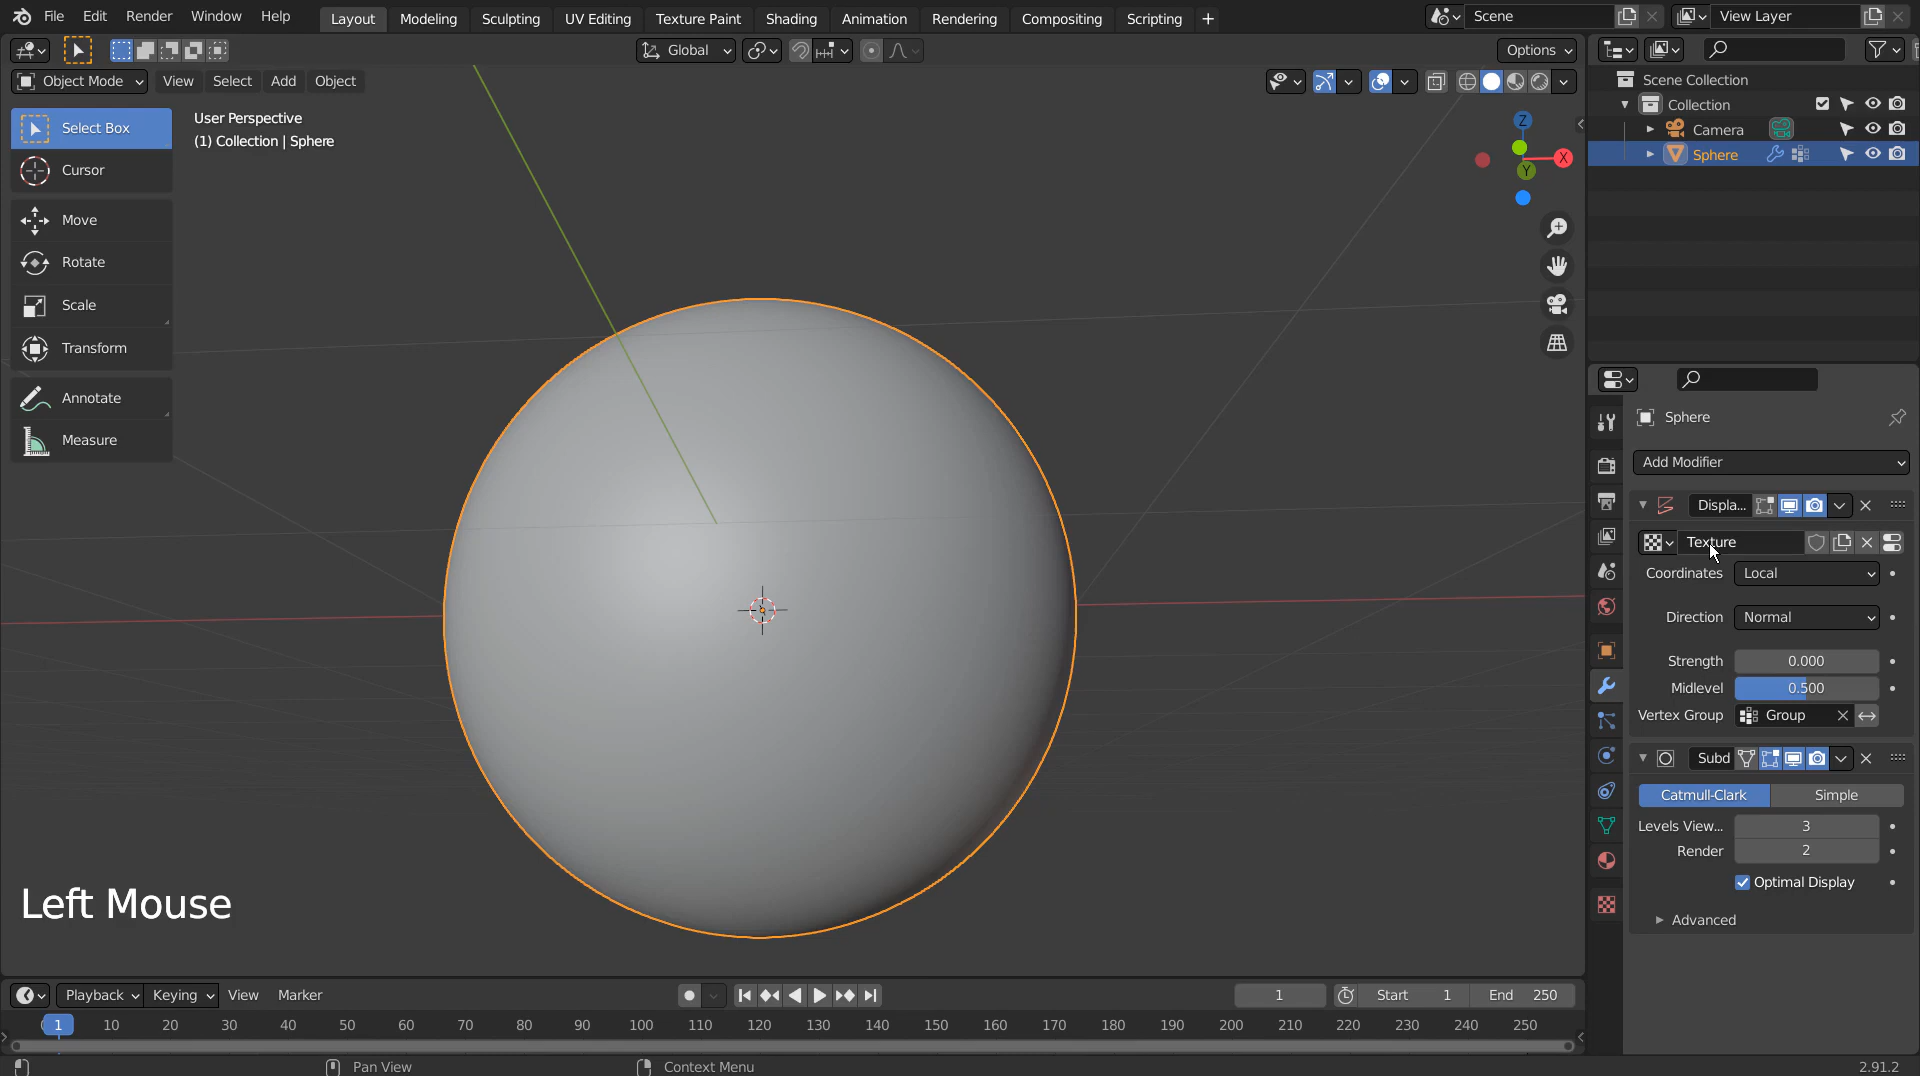 File Edit Render Window Help Layout Modeling Sculpting UV Editing Texture Paint Shading Animation Rendering Compositing Scripting + Scene View Layer
Global Options
Object Mode View Select Add Object
Scene Collection
Collection
Camera
Sphere
User Perspective
(1) Collection | Sphere
Z
X
Y
Select Box
Cursor
Move
Rotate
Scale
Transform
Annotate
Measure
Sphere
Add Modifier
Displa...
Texture
Coordinates Local
Direction Normal
Strength 0.000
Midlevel 0.500
Vertex Group Group
Subd
Catmull-Clark Simple
Levels View... 3
Render 2
Optimal Display
Advanced
Left Mouse
Playback Keying View Marker 1 Start 1 End 250
1 10 20 30 40 50 60 70 80 90 100 110 120 130 140 150 160 170 180 190 200 210 220 230 240 250
Pan View Context Menu 2.91.2